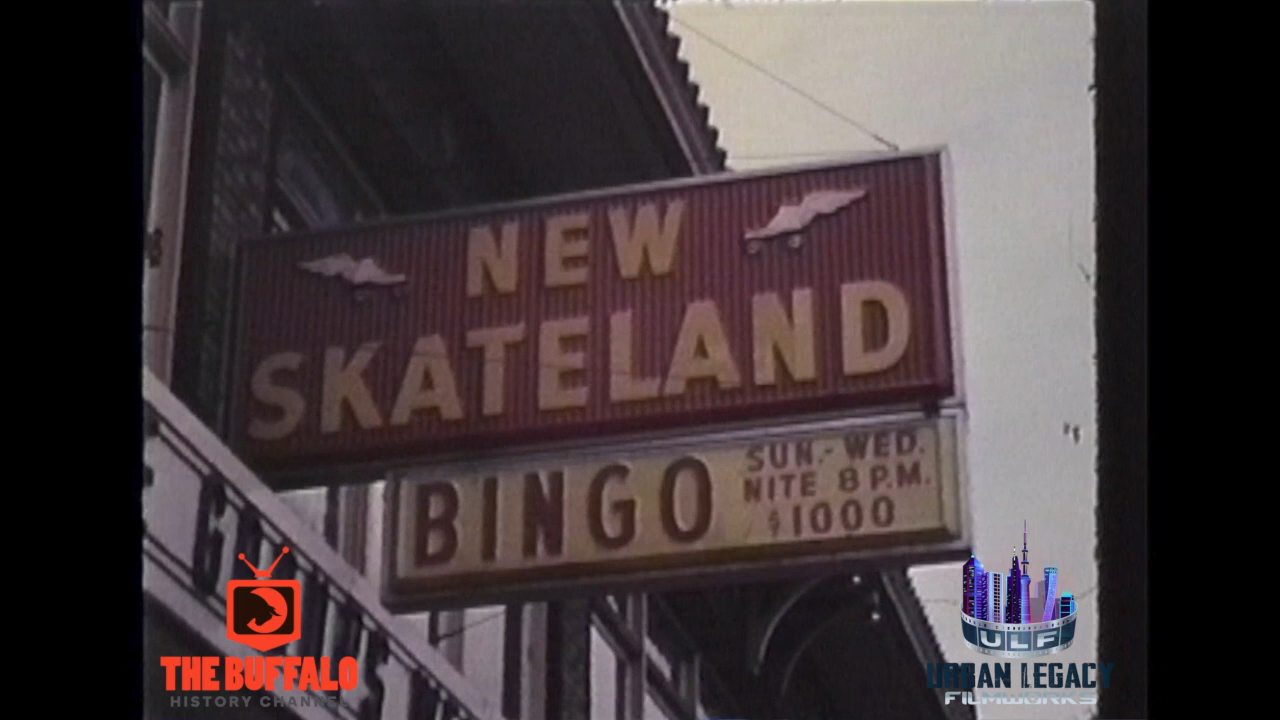 NEW
SKATELAND
BINGO
SUN.-WED.
NITE 8 P.M.
$1000
THE BUFFALO
HISTORY CHANNEL
ULF
URBAN LEGACY
FILMWORKS